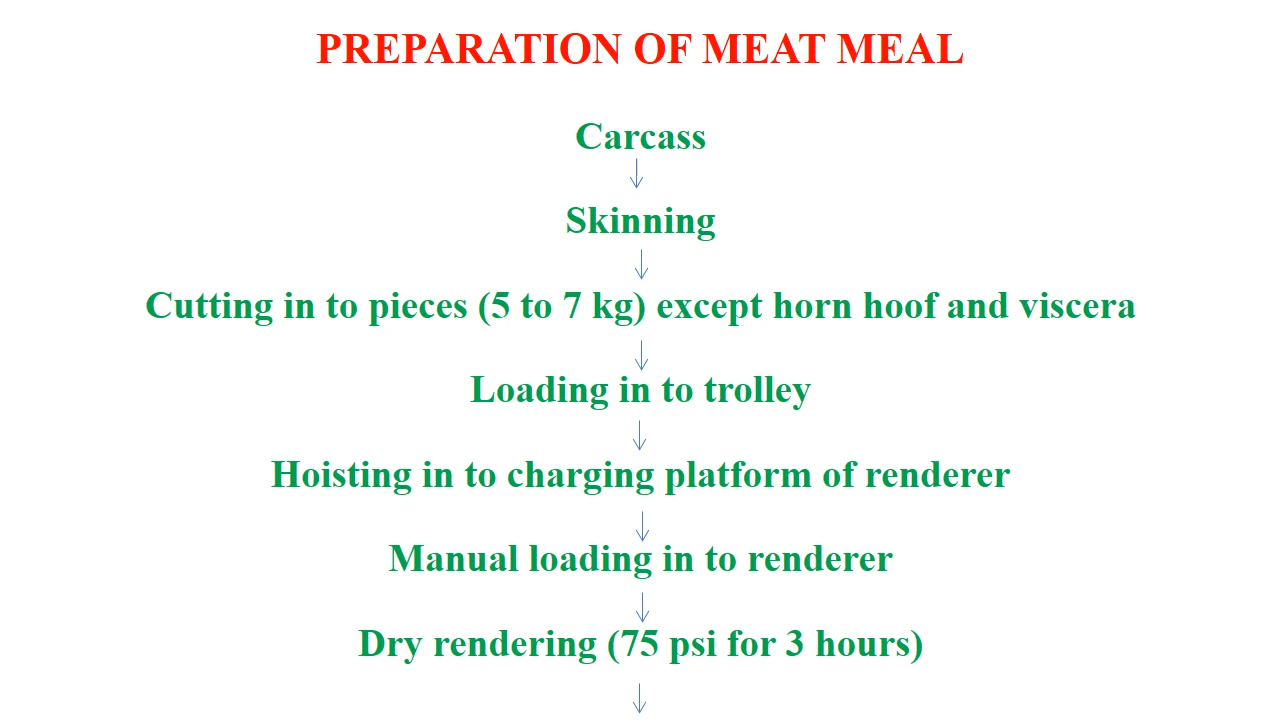 PREPARATION OF MEAT MEAL
Carcass
Skinning
Cutting in to pieces (5 to 7 kg) except horn hoof and viscera
Loading in to trolley
Hoisting in to charging platform of renderer
Manual loading in to renderer
Dry rendering (75 psi for 3 hours)